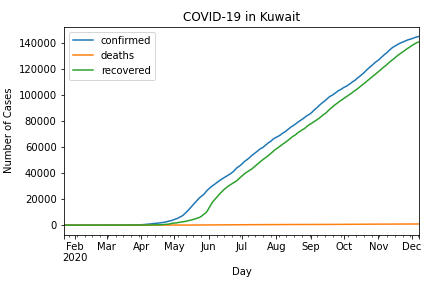 COVID-19 in Kuwait
confirmed
deaths
recovered
Number of Cases
140000
120000
100000
80000
60000
40000
20000
0
Feb Mar Apr May Jun Jul Aug Sep Oct Nov Dec
2020
Day